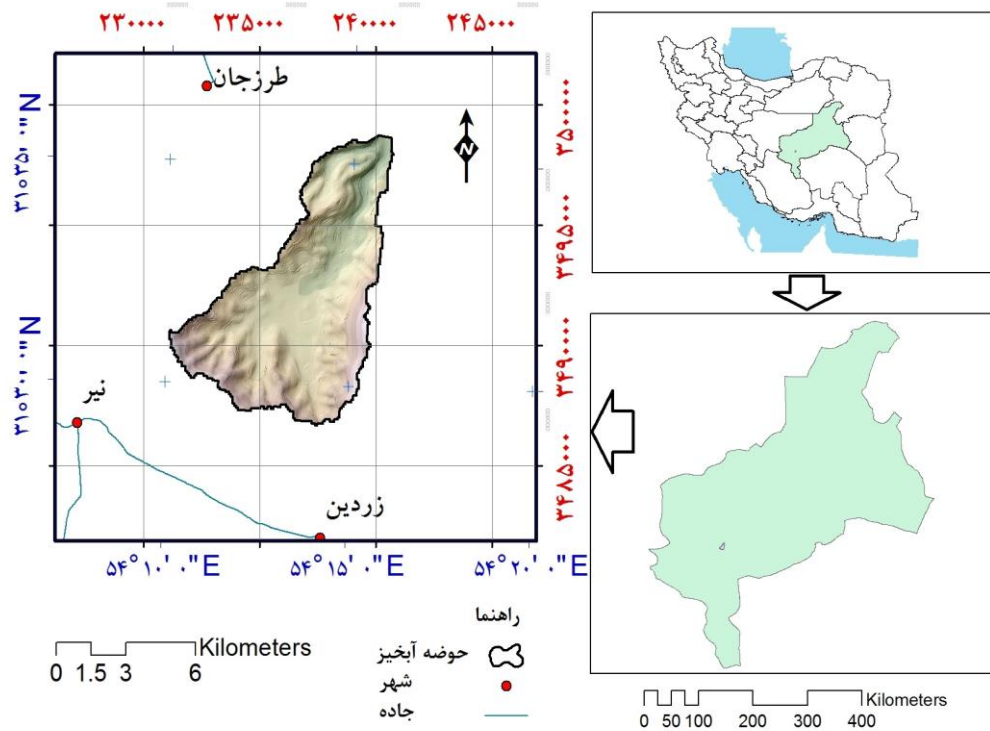 ۲۳۰۰۰۰ ۲۳۵۰۰۰ ۲۴۰۰۰۰ ۲۴۵۰۰۰
طرزجان
۳۱°۳۵' ۰"N
۳۱°۳۰' ۰"N
N
۳۵۰۰۰۰۰
۳۴۹۵۰۰۰
۳۴۹۰۰۰۰
۳۴۸۵۰۰۰
نیر
زردین
۵۴°۱۰' ۰"E ۵۴°۱۵' ۰"E ۵۴°۲۰' ۰"E
راهنما
حوضه آبخیز
شهر
جاده
Kilometers
0 1.5 3 6
Kilometers
0 50 100 200 300 400